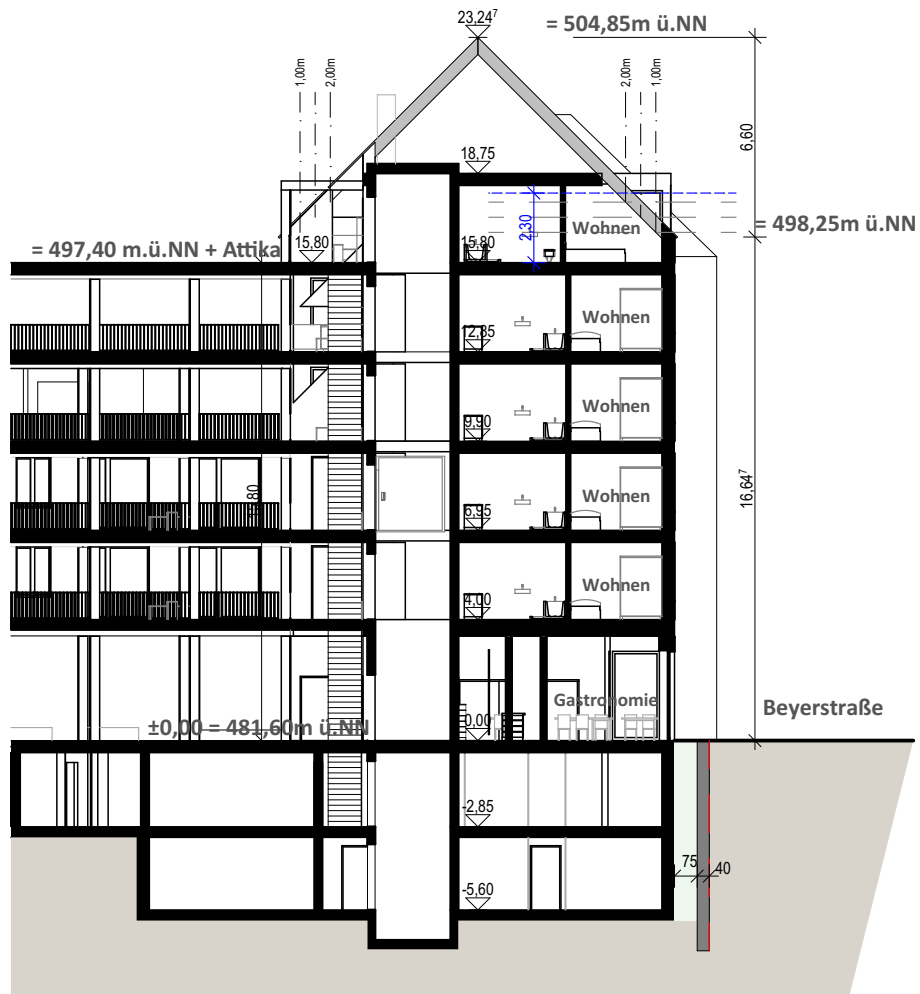 23,24⁷
= 504,85m ü.NN
1,00m
2,00m
2,00m
1,00m
6,60
18,75
2,30
Wohnen
= 498,25m ü.NN
15,80
15,80
= 497,40 m.ü.NN + Attika
Wohnen
12,85
Wohnen
9,90
Wohnen
6,95
16,64⁷
Wohnen
4,00
Gastronomie
Beyerstraße
±0,00 = 481,60m ü.NN
0,00
-2,85
75
40
-5,60